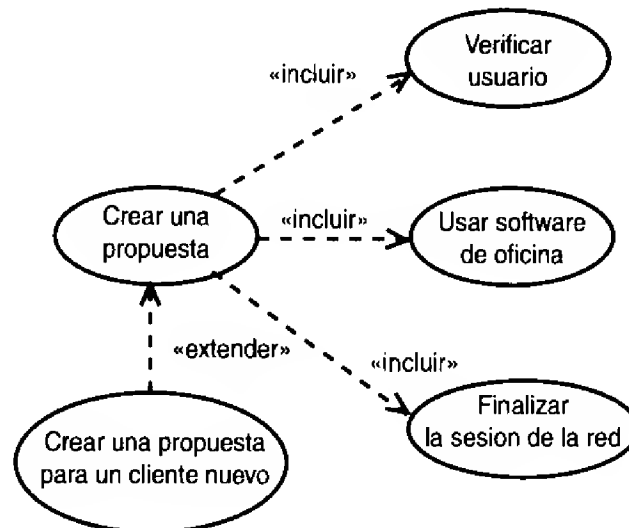 Verificar
usuario
«incluir»
Crear una
propuesta
«incluir»
Usar software
de oficina
«extender»
«incluir»
Crear una propuesta
para un cliente nuevo
Finalizar
la sesion de la red